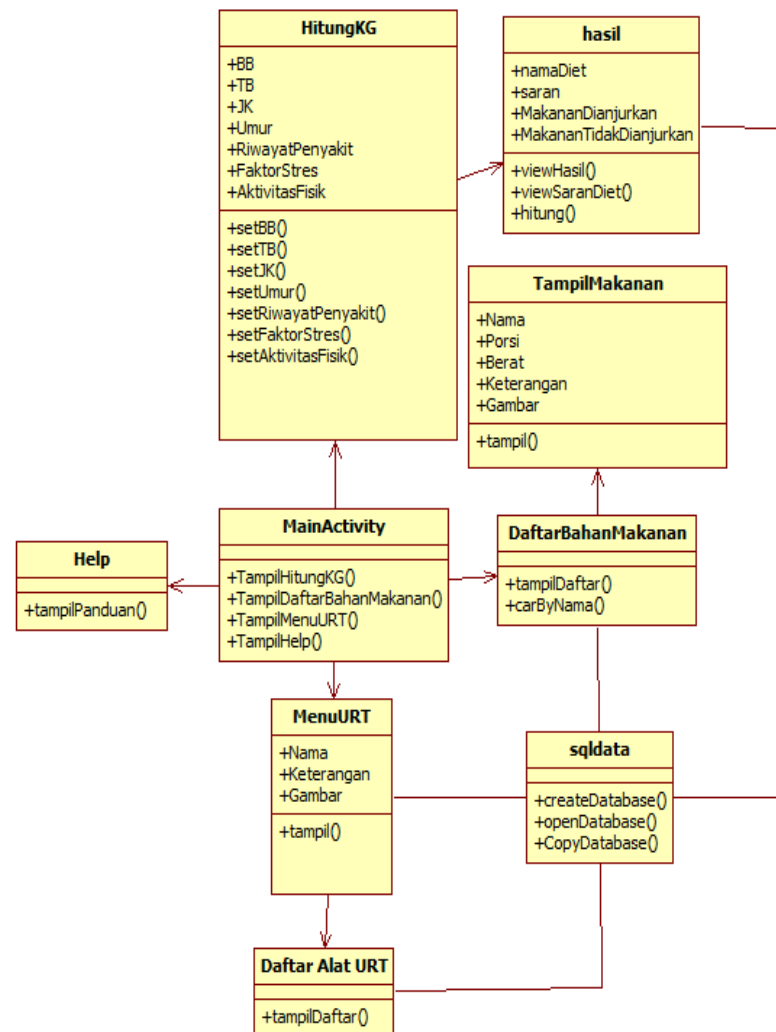 HitungKG
+BB
+TB
+JK
+Umur
+RiwayatPenyakit
+FaktorStres
+AktivitasFisik
+setBB()
+setTB()
+setJK()
+setUmur()
+setRiwayatPenyakit()
+setFaktorStres()
+setAktivitasFisik()
hasil
+namaDiet
+saran
+MakananDianjurkan
+MakananTidakDianjurkan
+viewHasil()
+viewSaranDiet()
+hitung()
TampilMakanan
+Nama
+Porsi
+Berat
+Keterangan
+Gambar
+tampil()
Help
+tampilPanduan()
MainActivity
+TampilHitungKG()
+TampilDaftarBahanMakanan()
+TampilMenuURT()
+TampilHelp()
DaftarBahanMakanan
+tampilDaftar()
+carByNama()
MenuURT
+Nama
+Keterangan
+Gambar
+tampil()
sqldata
+createDatabase()
+openDatabase()
+CopyDatabase()
Daftar Alat URT
+tampilDaftar()